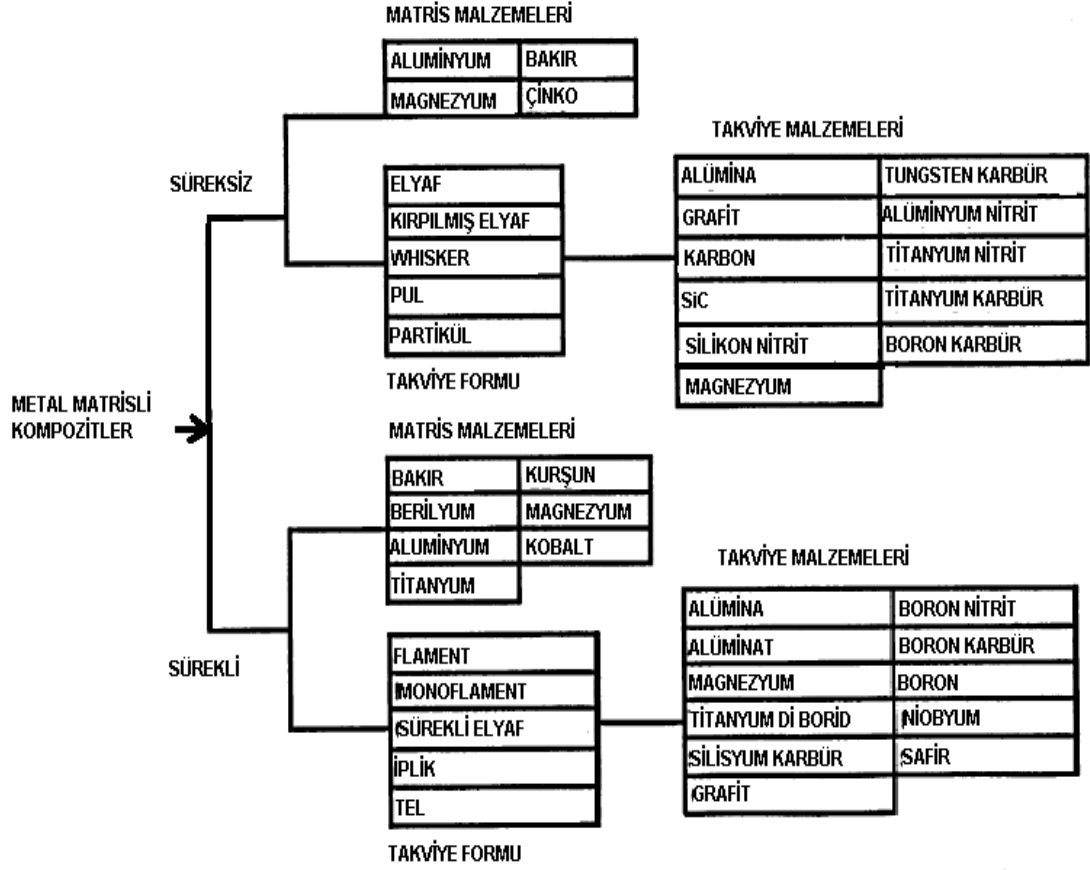 MATRİS MALZEMELERİ
ALUMİNYUM BAKIR
MAGNEZYUM ÇİNKO
TAKVİYE MALZEMELERİ
SÜREKSİZ
ELYAF
KIRPILMIŞ ELYAF
WHISKER
PUL
PARTİKÜL
TAKVİYE FORMU
ALÜMİNA TUNGSTEN KARBÜR
GRAFİT ALÜMİNYUM NİTRİT
KARBON TİTANYUM NİTRİT
SİC TİTANYUM KARBÜR
SİLİKON NİTRİT BORON KARBÜR
MAGNEZYUM
METAL MATRİSLİ
KOMPOZİTLER
MATRİS MALZEMELERİ
BAKIR KURŞUN
BERİLYUM MAGNEZYUM
ALUMİNYUM KOBALT
TİTANYUM
TAKVİYE MALZEMELERİ
SÜREKLİ
FLAMENT
MONOFLAMENT
SÜREKLİ ELYAF
İPLİK
TEL
TAKVİYE FORMU
ALÜMİNA BORON NİTRİT
ALÜMİNAT BORON KARBÜR
MAGNEZYUM BORON
TİTANYUM Dİ BORİD NİOBYUM
SİLİSYUM KARBÜR SAFİR
GRAFİT